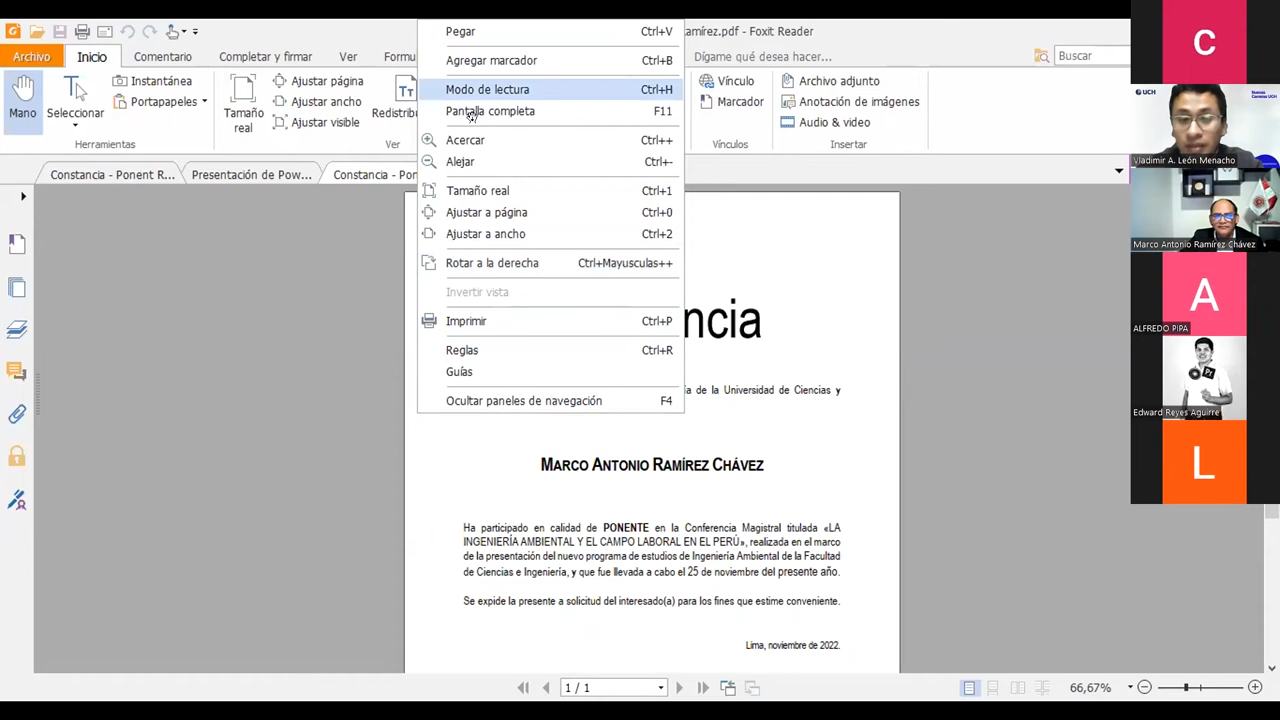 amírez.pdf - Foxit Reader
Archivo
Inicio
Comentario
Completar y firmar
Ver
Formu
Dígame qué desea hacer...
Buscar
Mano
Seleccionar
Instantánea
Portapapeles
Herramientas
Tamaño
real
Ajustar página
Ajustar ancho
Ajustar visible
Redistrib
Ver
Vínculo
Marcador
Vínculos
Archivo adjunto
Anotación de imágenes
Audio & video
Insertar
Constancia - Ponent R...
Presentación de Pow...
Constancia - Pon
Pegar Ctrl+V
Agregar marcador Ctrl+B
Modo de lectura Ctrl+H
Pantalla completa F11
Acercar Ctrl++
Alejar Ctrl+-
Tamaño real Ctrl+1
Ajustar a página Ctrl+0
Ajustar a ancho Ctrl+2
Rotar a la derecha Ctrl+Mayusculas++
Invertir vista
Imprimir Ctrl+P
Reglas Ctrl+R
Guías
Ocultar paneles de navegación F4
ncia
ía de la Universidad de Ciencias y
MARCO ANTONIO RAMÍREZ CHÁVEZ
Ha participado en calidad de PONENTE en la Conferencia Magistral titulada «LA
INGENIERÍA AMBIENTAL Y EL CAMPO LABORAL EN EL PERÚ», realizada en el marco
de la presentación del nuevo programa de estudios de Ingeniería Ambiental de la Facultad
de Ciencias e Ingeniería, y que fue llevada a cabo el 25 de noviembre del presente año.
Se expide la presente a solicitud del interesado(a) para los fines que estime conveniente.
Lima, noviembre de 2022.
1 / 1
66,67%
C
UCH
Vladimir A. León Menacho
Marco Antonio Ramírez Chávez
A
ALFREDO PIPA
Pr
Edward Reyes Aguirre
L